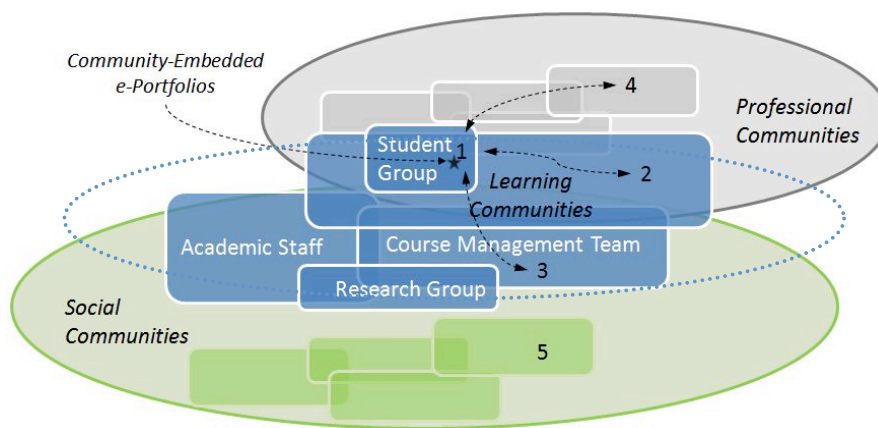 Community-Embedded
e-Portfolios
4
Professional
Communities
Student
Group
1
2
Learning
Communities
Academic Staff
Course Management Team
3
Research Group
Social
Communities
5